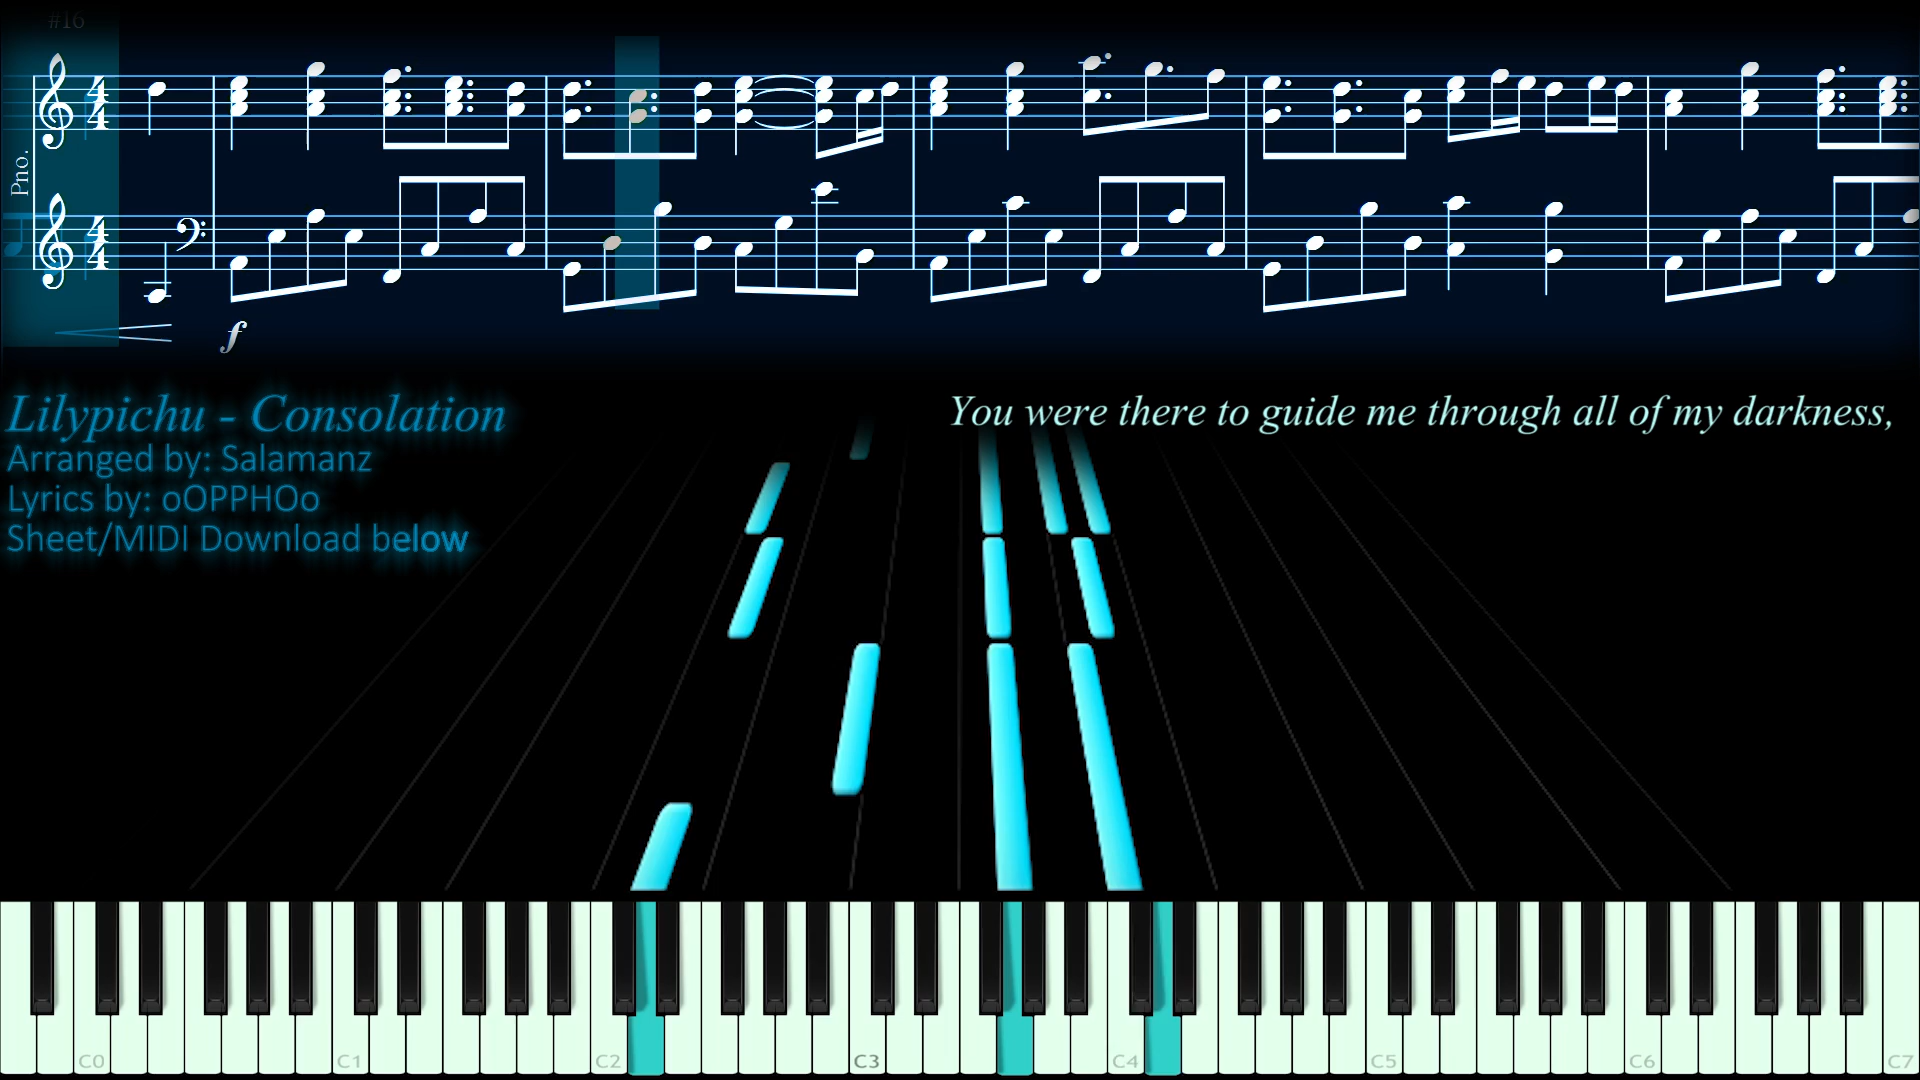 #16
Pno.
f
Lilypichu - Consolation
Arranged by: Salamanz
Lyrics by: oOPPHOo
Sheet/MIDI Download below
You were there to guide me through all of my darkness,
C0 C1 C2 C3 C4 C5 C6 C7